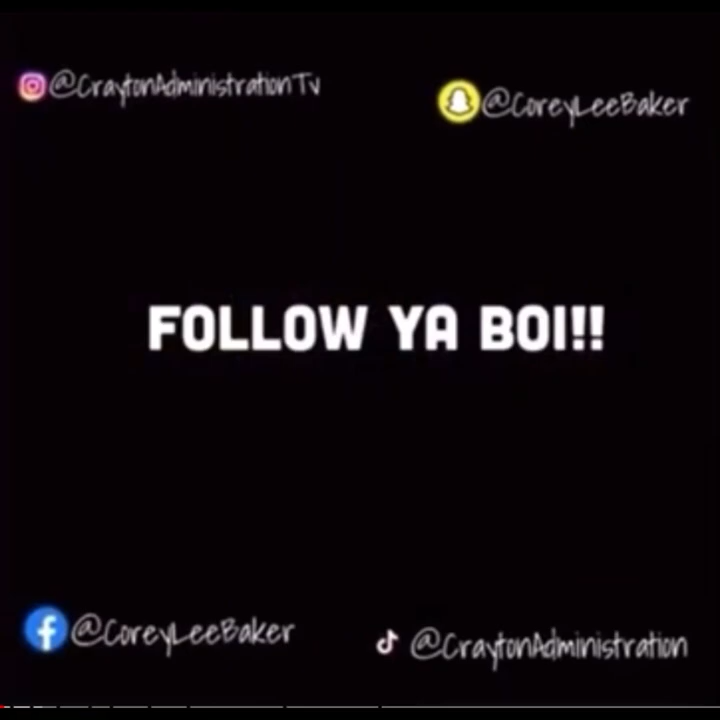 @CraytonAdministrationTv
@CoreyLeeBaker
FOLLOW YA BOI!!
@CoreyLeeBaker
@CraytonAdministration